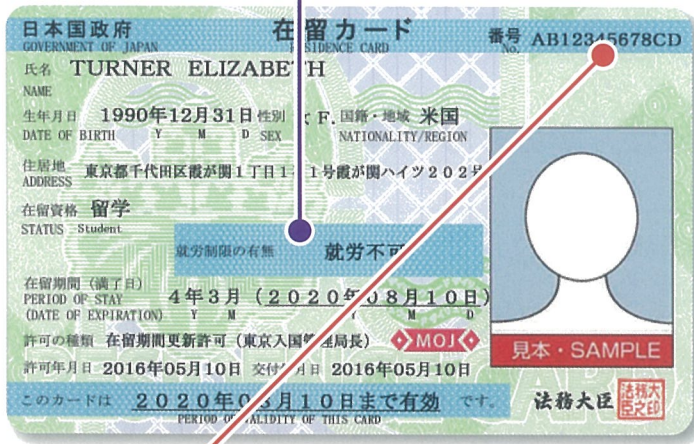 日本国政府 在留カード 番号 AB12345678CD
GOVERNMENT OF JAPAN RESIDENCE CARD No.
氏名 TURNER ELIZABETH
NAME
生年月日 1990年12月31日 性別 F. 国籍・地域 米国
DATE OF BIRTH Y M D SEX NATIONALITY/REGION
住居地 東京都千代田区霞が関1丁目1 1号霞が関ハイツ202号
ADDRESS
在留資格 留学
STATUS Student
就労制限の有無 就労不可
在留期間(満了日)
PERIOD OF STAY 4年3月(2020年08月10日)
(DATE OF EXPIRATION) Y M Y M D
許可の種類 在留期間更新許可(東京入国管理局長) MOJ
見本・SAMPLE
許可年月日 2016年05月10日 交付年月日 2016年05月10日
このカードは 2020年08月10日まで有効 です。
PERIOD OF VALIDITY OF THIS CARD
法務大臣 法務大臣之印